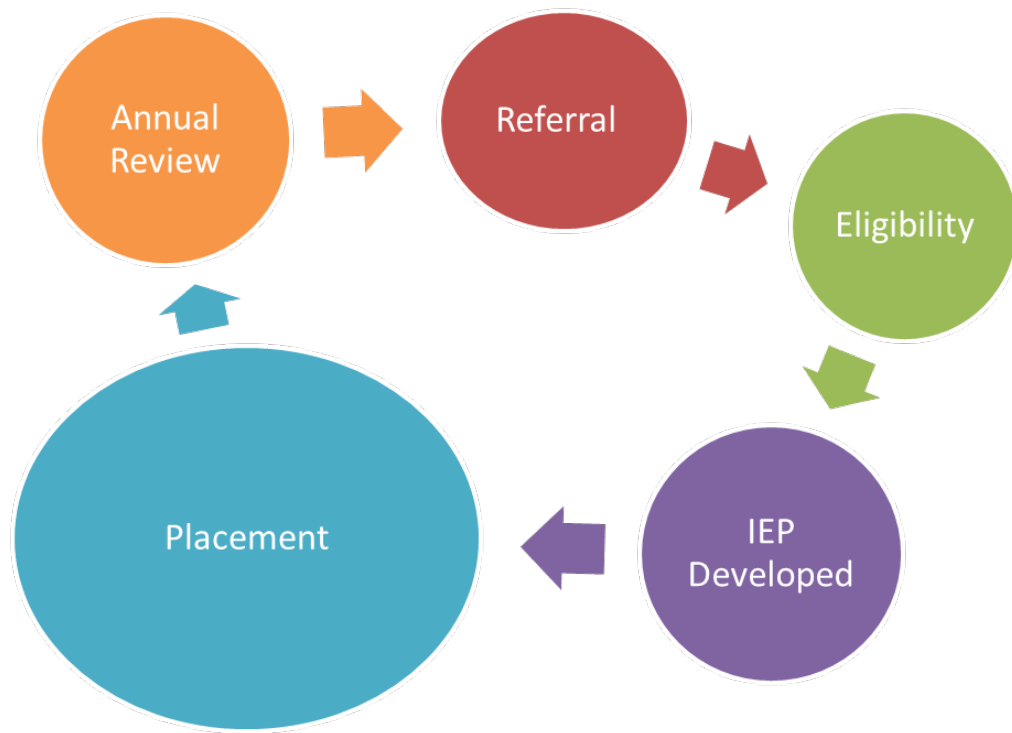 Annual
Review
Referral
Eligibility
IEP
Developed
Placement